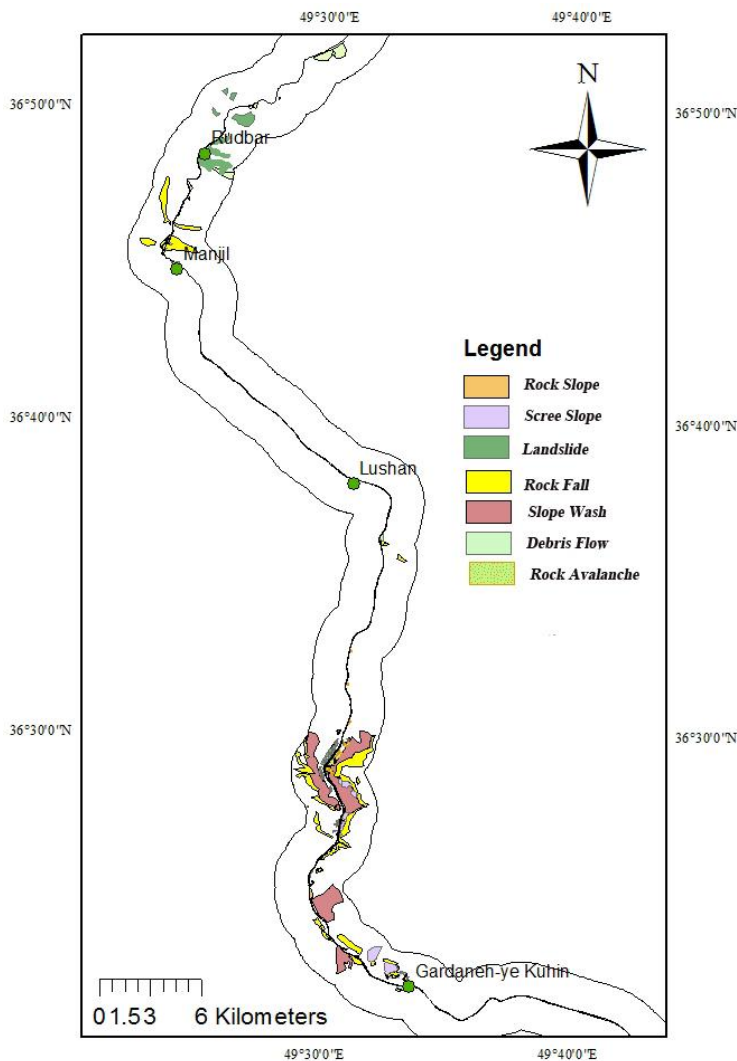 49°30'0"E 49°40'0"E
N
36°50'0"N 36°50'0"N
Rudbar
Manjil
Legend
Rock Slope
Scree Slope
36°40'0"N 36°40'0"N
Landslide
Lushan
Rock Fall
Slope Wash
Debris Flow
Rock Avalanche
36°30'0"N 36°30'0"N
Gardaneh-ye Kuhin
0 1.53 6 Kilometers
49°30'0"E 49°40'0"E